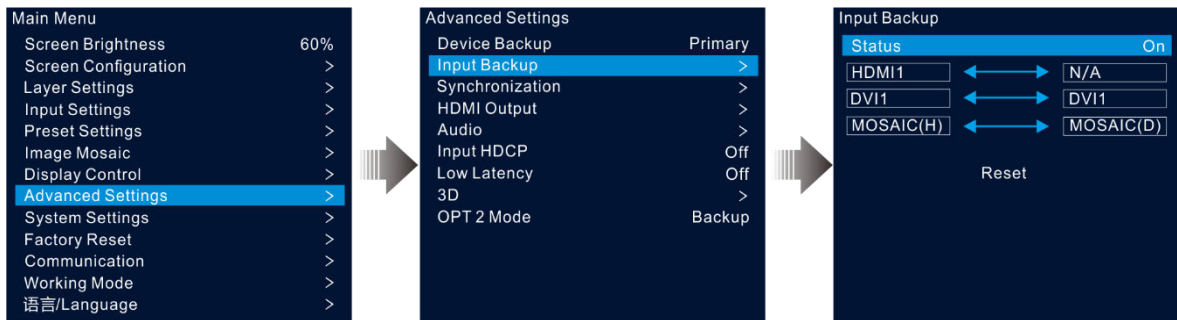 Main Menu
Screen Brightness 60%
Screen Configuration >
Layer Settings >
Input Settings >
Preset Settings >
Image Mosaic >
Display Control >
Advanced Settings >
System Settings >
Factory Reset >
Communication >
Working Mode >
语言/Language >
Advanced Settings
Device Backup Primary
Input Backup >
Synchronization >
HDMI Output >
Audio >
Input HDCP Off
Low Latency Off
3D >
OPT 2 Mode Backup
Input Backup
Status On
HDMI1 N/A
DVI1 DVI1
MOSAIC(H) MOSAIC(D)
Reset